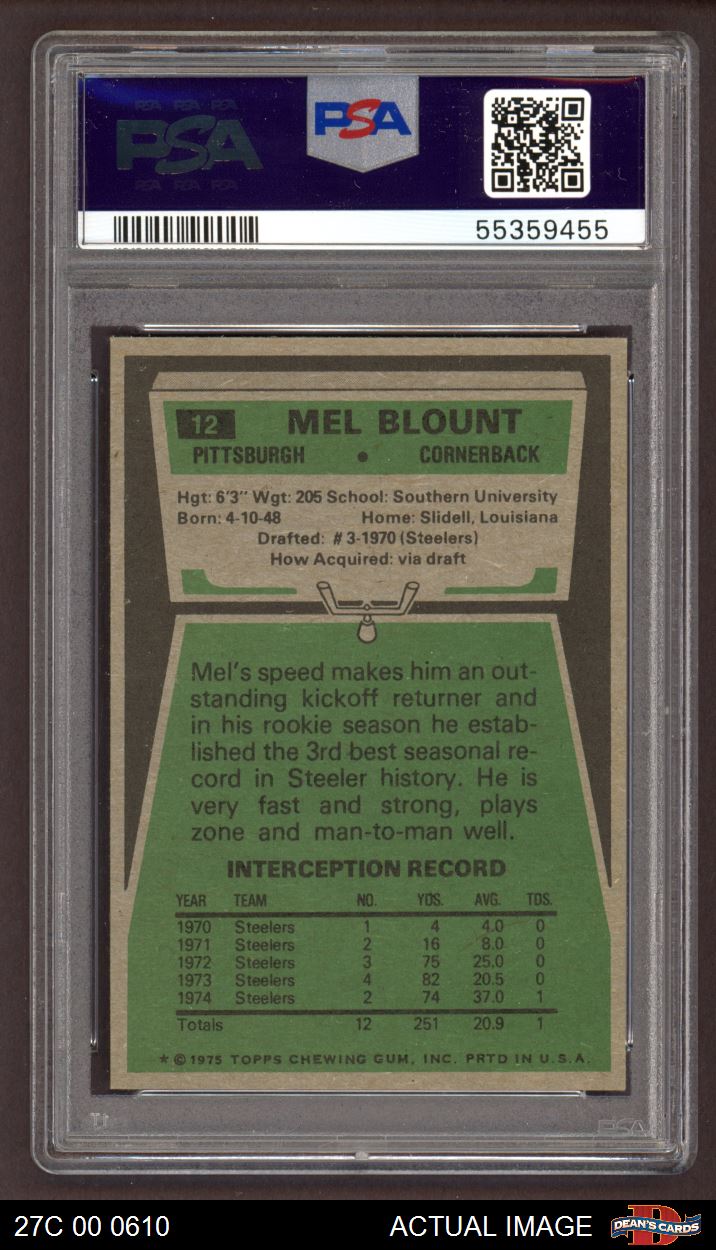 PSA PSA PSA
PSA
PSA PSA PSA
PSA
55359455
12 MEL BLOUNT
PITTSBURGH • CORNERBACK
Hgt: 6'3" Wgt: 205 School: Southern University
Born: 4-10-48 Home: Slidell, Louisiana
Drafted: #3-1970 (Steelers)
How Acquired: via draft
Mel's speed makes him an out-
standing kickoff returner and
in his rookie season he estab-
lished the 3rd best seasonal re-
cord in Steeler history. He is
very fast and strong, plays
zone and man-to-man well.
INTERCEPTION RECORD
YEAR TEAM NO. YDS. AVG. TDS.
1970 Steelers 1 4 4.0 0
1971 Steelers 2 16 8.0 0
1972 Steelers 3 75 25.0 0
1973 Steelers 4 82 20.5 0
1974 Steelers 2 74 37.0 1
Totals 12 251 20.9 1
* © 1975 TOPPS CHEWING GUM, INC. PRTD IN U.S.A.
PSA
27C 00 0610 ACTUAL IMAGE DEAN'S CARDS